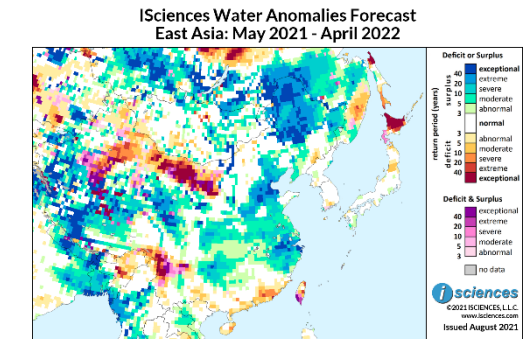 ISciences Water Anomalies Forecast
East Asia: May 2021 - April 2022
Deficit or Surplus
return period (years)
deficit surplus
exceptional
40
extreme
20
severe
10
moderate
5
abnormal
3
normal
3
abnormal
5
moderate
10
severe
20
extreme
40
exceptional
Deficit & Surplus
exceptional
40
extreme
20
severe
10
moderate
5
abnormal
3
no data
isciences
©2021 ISCIENCES, L.L.C.
www.isciences.com
Issued August 2021